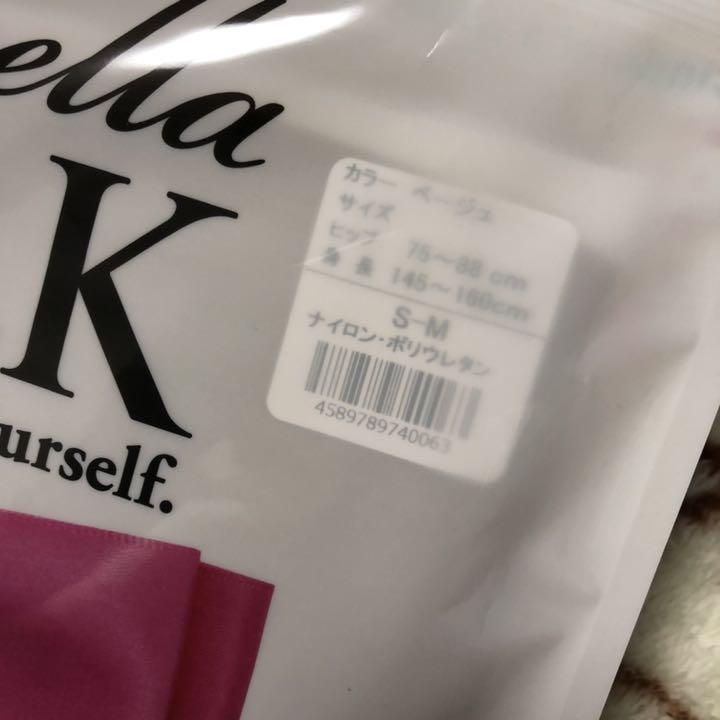 ella
K
urself.
カラー ベージュ
サイズ
ヒップ 75～88 cm
身長 145～160cm
S-M
ナイロン・ポリウレタン
4589789740063